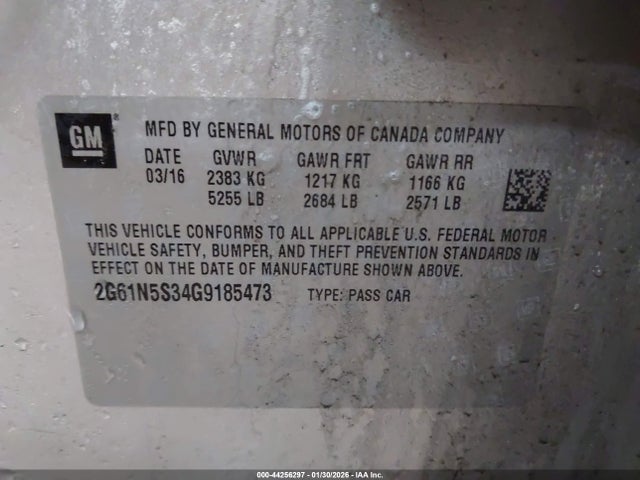 GM
MFD BY GENERAL MOTORS OF CANADA COMPANY
DATE GVWR GAWR FRT GAWR RR
03/16 2383 KG 1217 KG 1166 KG
5255 LB 2684 LB 2571 LB
THIS VEHICLE CONFORMS TO ALL APPLICABLE U.S. FEDERAL MOTOR
VEHICLE SAFETY, BUMPER, AND THEFT PREVENTION STANDARDS IN
EFFECT ON THE DATE OF MANUFACTURE SHOWN ABOVE.
2G61N5S34G9185473 TYPE: PASS CAR
000-44256297 - 01/30/2026 - IAA Inc.